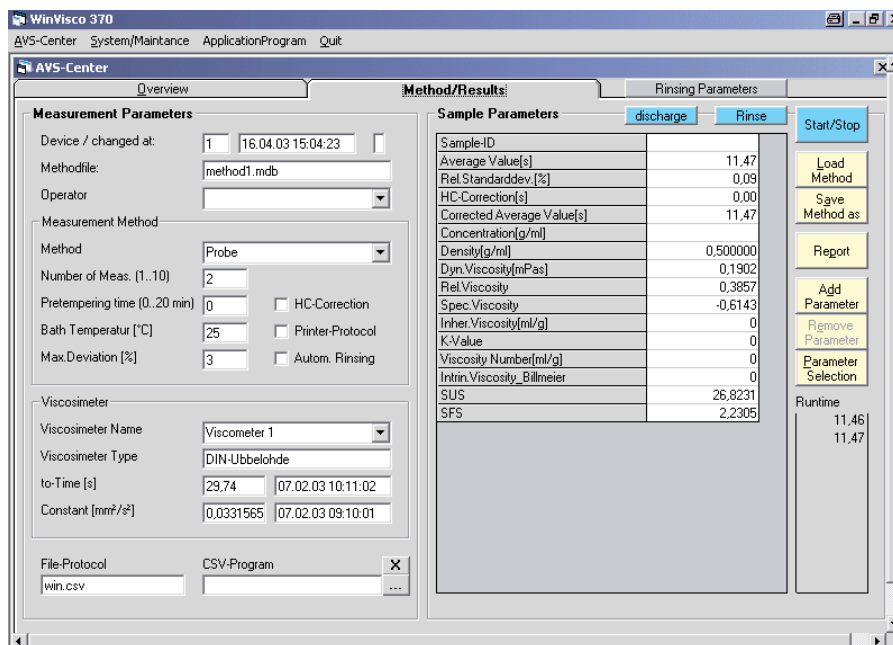 WinVisco 370
AVS-Center System/Maintance ApplicationProgram Quit
AVS-Center
Overview Method/Results Rinsing Parameters
Measurement Parameters
Device / changed at: 1 16.04.03 15:04:23
Methodfile: method1.mdb
Operator
Measurement Method
Method Probe
Number of Meas. (1..10) 2
Pretempering time (0..20 min) 0 HC-Correction
Bath Temperatur [°C] 25 Printer-Protocol
Max.Deviation [%] 3 Autom. Rinsing
Viscosimeter
Viscosimeter Name Viscometer 1
Viscosimeter Type DIN-Ubbelohde
to-Time [s] 29,74 07.02.03 10:11:02
Constant [mm²/s²] 0,0331565 07.02.03 09:10:01
File-Protocol CSV-Program X
win.csv ...
Sample Parameters discharge Rinse
Sample-ID
Average Value[s] 11,47
Rel.Standarddev.[%] 0,09
HC-Correction[s] 0,00
Corrected Average Value[s] 11,47
Concentration[g/ml]
Density[g/ml] 0,500000
Dyn.Viscosity[mPas] 0,1902
Rel.Viscosity 0,3857
Spec.Viscosity -0,6143
Inher.Viscosity[ml/g] 0
K-Value 0
Viscosity Number[ml/g] 0
Intrin.Viscosity_Billmeier 0
SUS 26,8231
SFS 2,2305
Start/Stop
Load
Method
Save
Method as
Report
Add
Parameter
Remove
Parameter
Parameter
Selection
Runtime
11,46
11,47